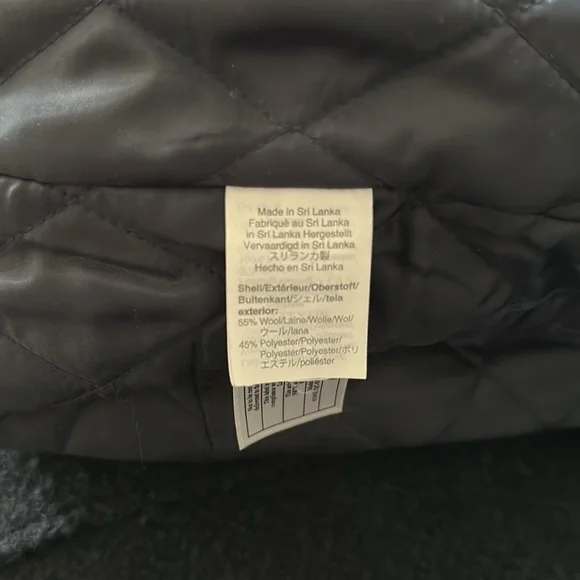 Made in Sri Lanka
Fabriqué au Sri Lanka
in Sri Lanka Hergestellt
Vervaardigd in Sri Lanka
スリランカ製
Hecho en Sri Lanka
Shell/Extérieur/Oberstoff/
Buitenkant/シェル/tela
exterior:
55% Wool/Laine/Wolle/Wol/
ウール/lana
45% Polyester/Polyester/
Polyester/Polyester/ポリ
エステル/poliéster